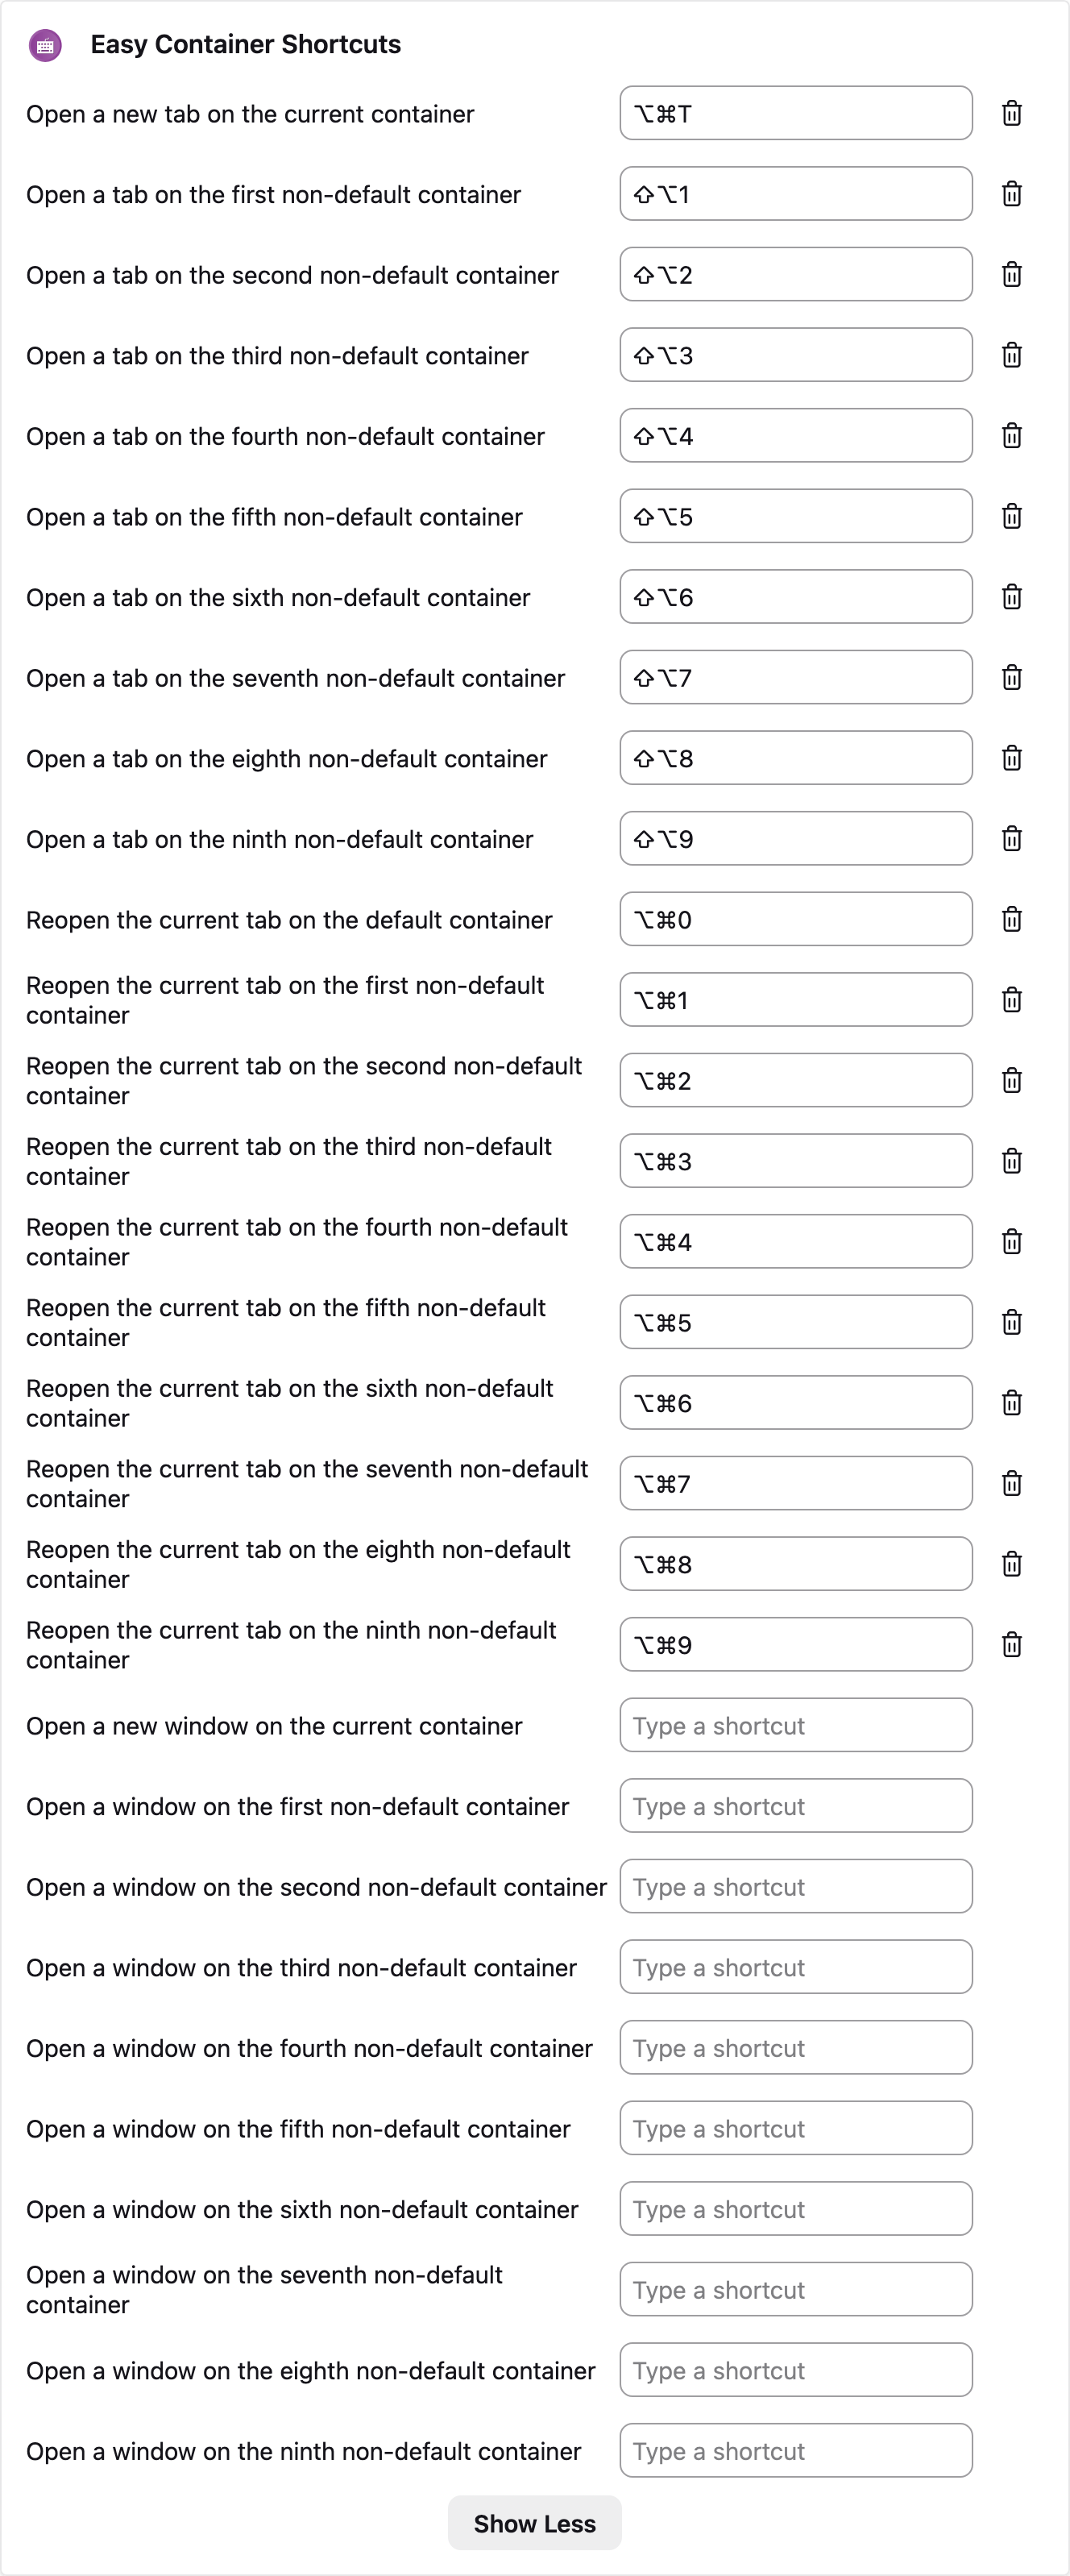 Easy Container Shortcuts
Open a new tab on the current container ⌥⌘T
Open a tab on the first non-default container ⇧⌥1
Open a tab on the second non-default container ⇧⌥2
Open a tab on the third non-default container ⇧⌥3
Open a tab on the fourth non-default container ⇧⌥4
Open a tab on the fifth non-default container ⇧⌥5
Open a tab on the sixth non-default container ⇧⌥6
Open a tab on the seventh non-default container ⇧⌥7
Open a tab on the eighth non-default container ⇧⌥8
Open a tab on the ninth non-default container ⇧⌥9
Reopen the current tab on the default container ⌥⌘0
Reopen the current tab on the first non-default
container ⌥⌘1
Reopen the current tab on the second non-default
container ⌥⌘2
Reopen the current tab on the third non-default
container ⌥⌘3
Reopen the current tab on the fourth non-default
container ⌥⌘4
Reopen the current tab on the fifth non-default
container ⌥⌘5
Reopen the current tab on the sixth non-default
container ⌥⌘6
Reopen the current tab on the seventh non-default
container ⌥⌘7
Reopen the current tab on the eighth non-default
container ⌥⌘8
Reopen the current tab on the ninth non-default
container ⌥⌘9
Open a new window on the current container Type a shortcut
Open a window on the first non-default container Type a shortcut
Open a window on the second non-default container Type a shortcut
Open a window on the third non-default container Type a shortcut
Open a window on the fourth non-default container Type a shortcut
Open a window on the fifth non-default container Type a shortcut
Open a window on the sixth non-default container Type a shortcut
Open a window on the seventh non-default
container Type a shortcut
Open a window on the eighth non-default container Type a shortcut
Open a window on the ninth non-default container Type a shortcut
Show Less